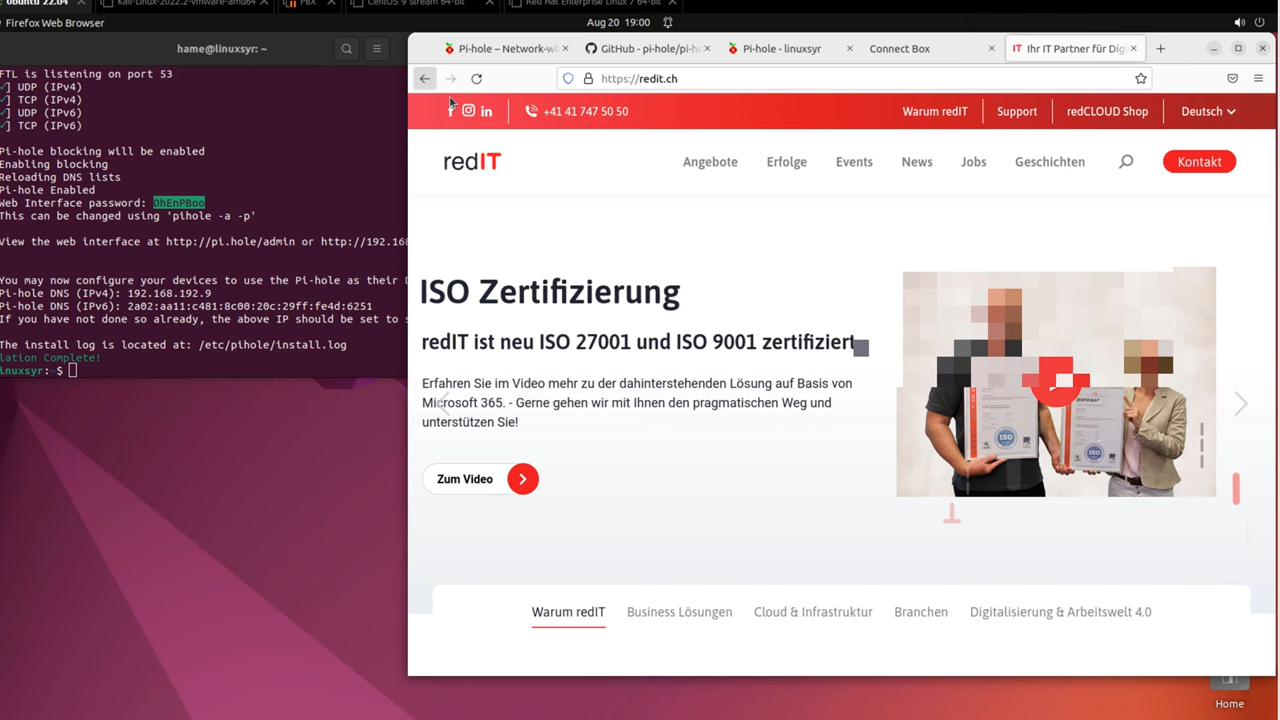 Ubuntu 22.04
Kali-Linux-2022.2-vmware-amd64
PBX
CentOS 9 stream 64-bit
Red Hat Enterprise Linux 7 64-bit
Firefox Web Browser
Aug 20 19:00
hame@linuxsyr: ~
Pi-hole – Network-wi
GitHub - pi-hole/pi-ho
Pi-hole - linuxsyr
Connect Box
IT Ihr IT Partner für Dig
https://redit.ch
FTL is listening on port 53
✓] UDP (IPv4)
✓] TCP (IPv4)
✓] UDP (IPv6)
✓] TCP (IPv6)
Pi-hole blocking will be enabled
Enabling blocking
Reloading DNS lists
Pi-hole Enabled
Web Interface password: OhEnPBoo
This can be changed using 'pihole -a -p'
View the web interface at http://pi.hole/admin or http://192.168
You may now configure your devices to use the Pi-hole as their D
Pi-hole DNS (IPv4): 192.168.192.9
Pi-hole DNS (IPv6): 2a02:aa11:c481:8c00:20c:29ff:fe4d:6251
If you have not done so already, the above IP should be set to s
The install log is located at: /etc/pihole/install.log
lation Complete!
inuxsyr:~$
+41 41 747 50 50
Warum redIT
Support
redCLOUD Shop
Deutsch
redIT
Angebote
Erfolge
Events
News
Jobs
Geschichten
Kontakt
ISO Zertifizierung
redIT ist neu ISO 27001 und ISO 9001 zertifiziert
Erfahren Sie im Video mehr zu der dahinterstehenden Lösung auf Basis von
Microsoft 365. - Gerne gehen wir mit Ihnen den pragmatischen Weg und
unterstützen Sie!
Zum Video
ZERTIFIKAT
ISO
ISO
Warum redIT
Business Lösungen
Cloud & Infrastruktur
Branchen
Digitalisierung & Arbeitswelt 4.0
Home